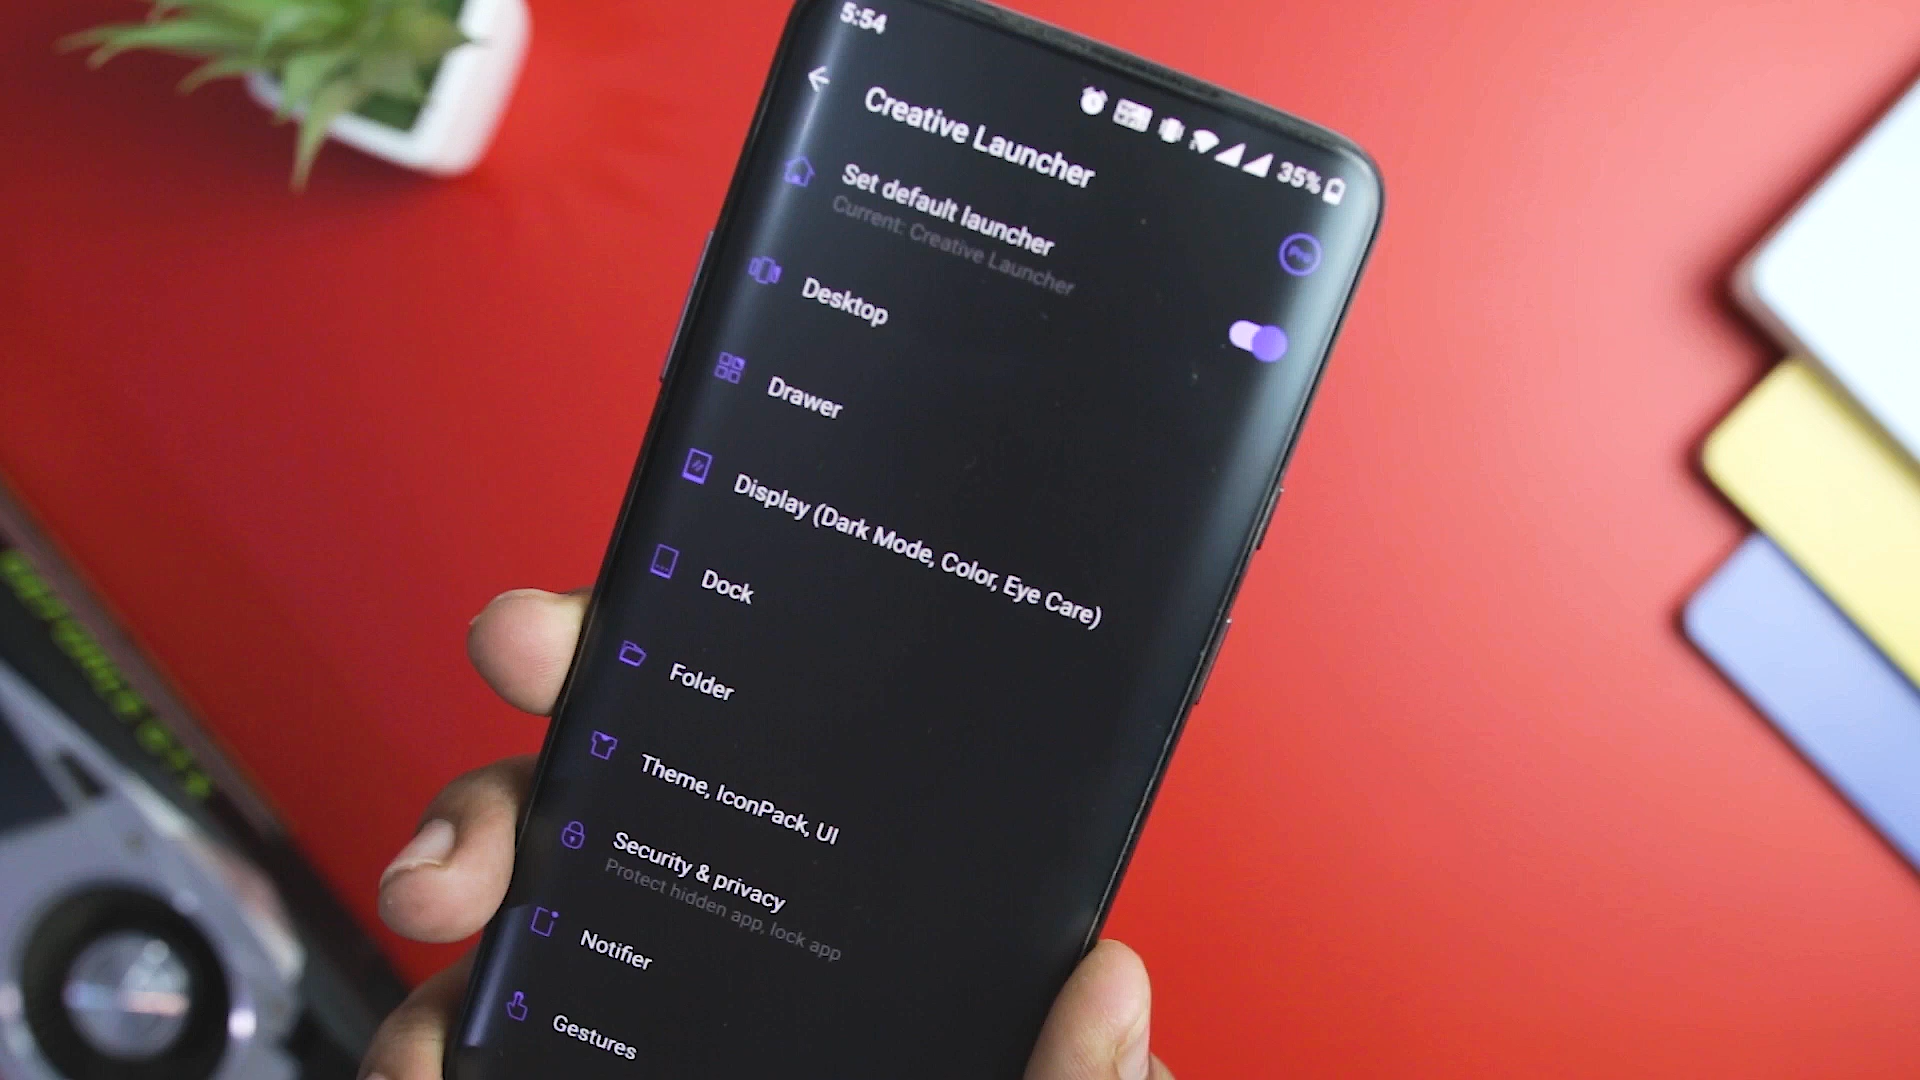 5:54
35%
Creative Launcher
Set default launcher
Current: Creative Launcher
Pro
Desktop
Drawer
Display (Dark Mode, Color, Eye Care)
Dock
Folder
Theme, IconPack, UI
Security & privacy
Protect hidden app, lock app
Notifier
Gestures